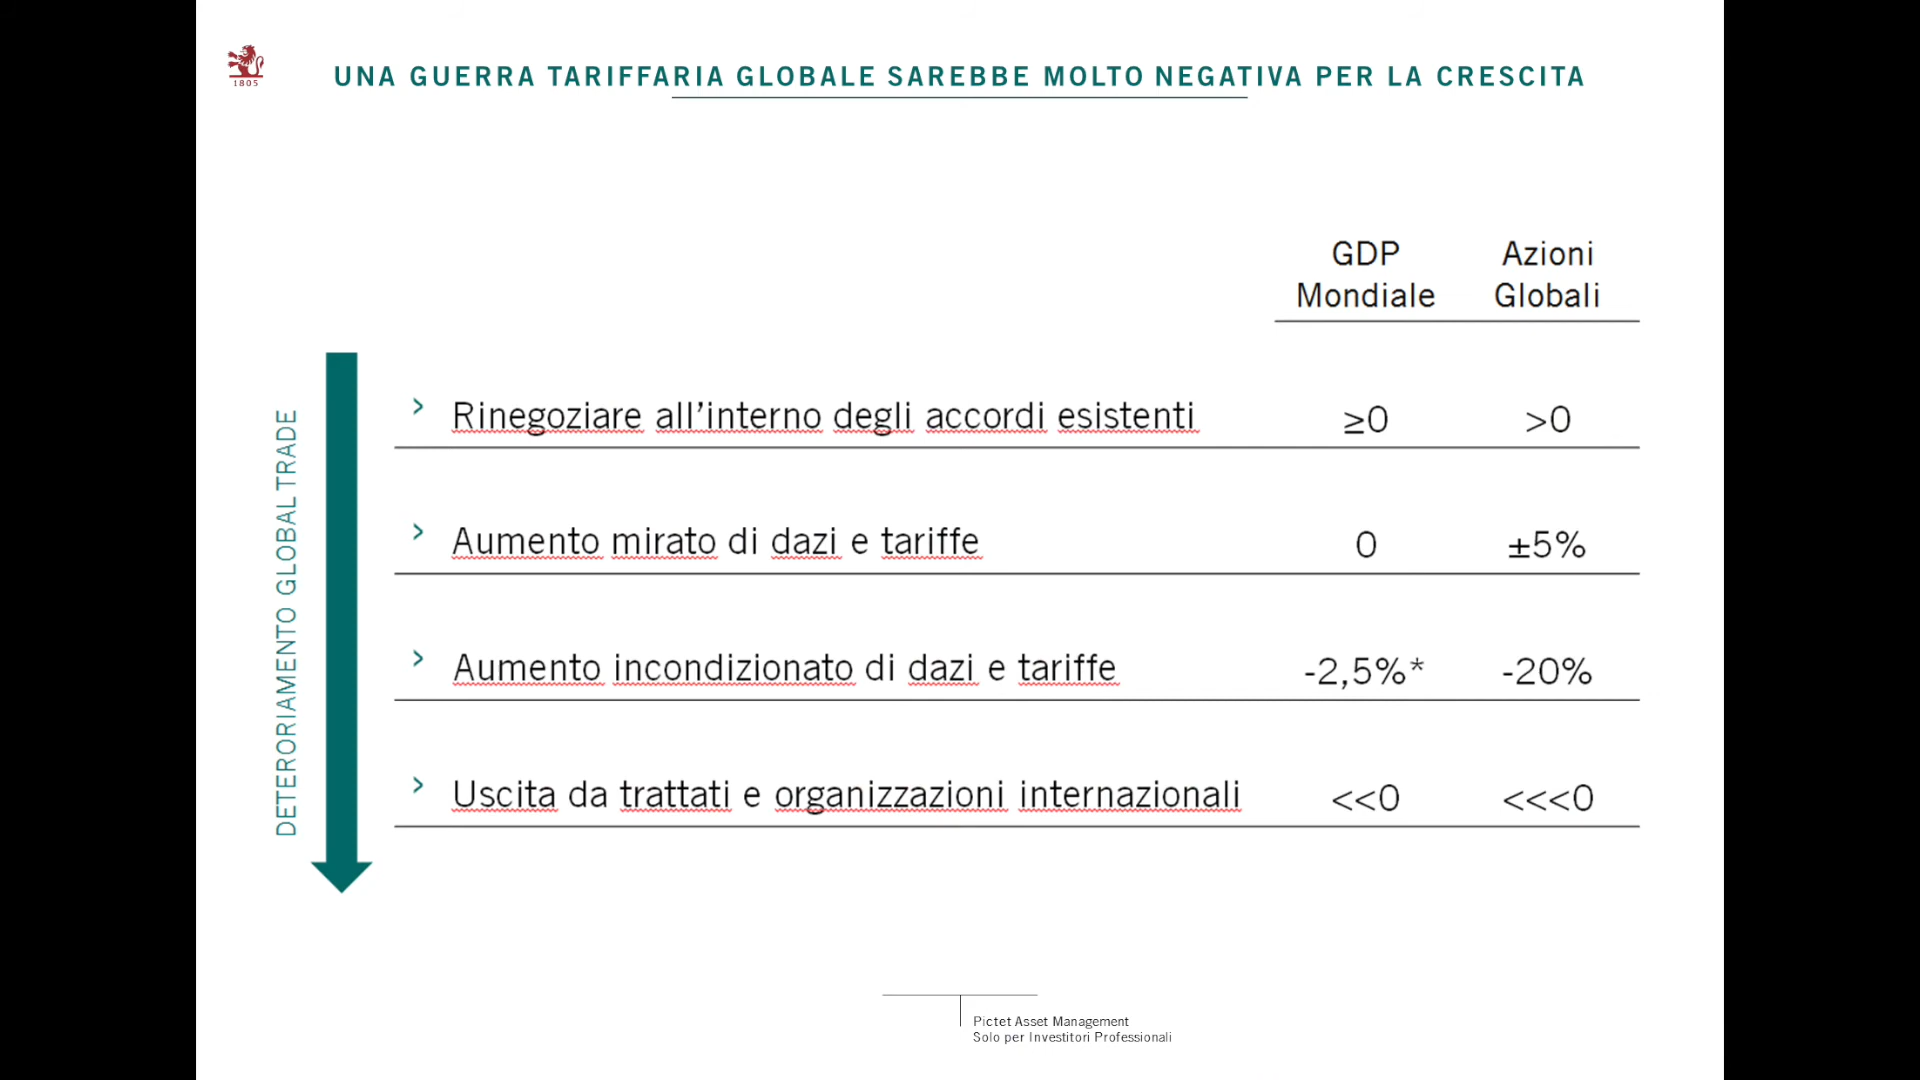 1805
UNA GUERRA TARIFFARIA GLOBALE SAREBBE MOLTO NEGATIVA PER LA CRESCITA
GDP Mondiale
Azioni Globali
DETERIORIAMENTO GLOBAL TRADE
› Rinegoziare all’interno degli accordi esistenti ≥0 >0
› Aumento mirato di dazi e tariffe 0 ±5%
› Aumento incondizionato di dazi e tariffe -2,5%* -20%
› Uscita da trattati e organizzazioni internazionali <<0 <<<0
Pictet Asset Management
Solo per Investitori Professionali